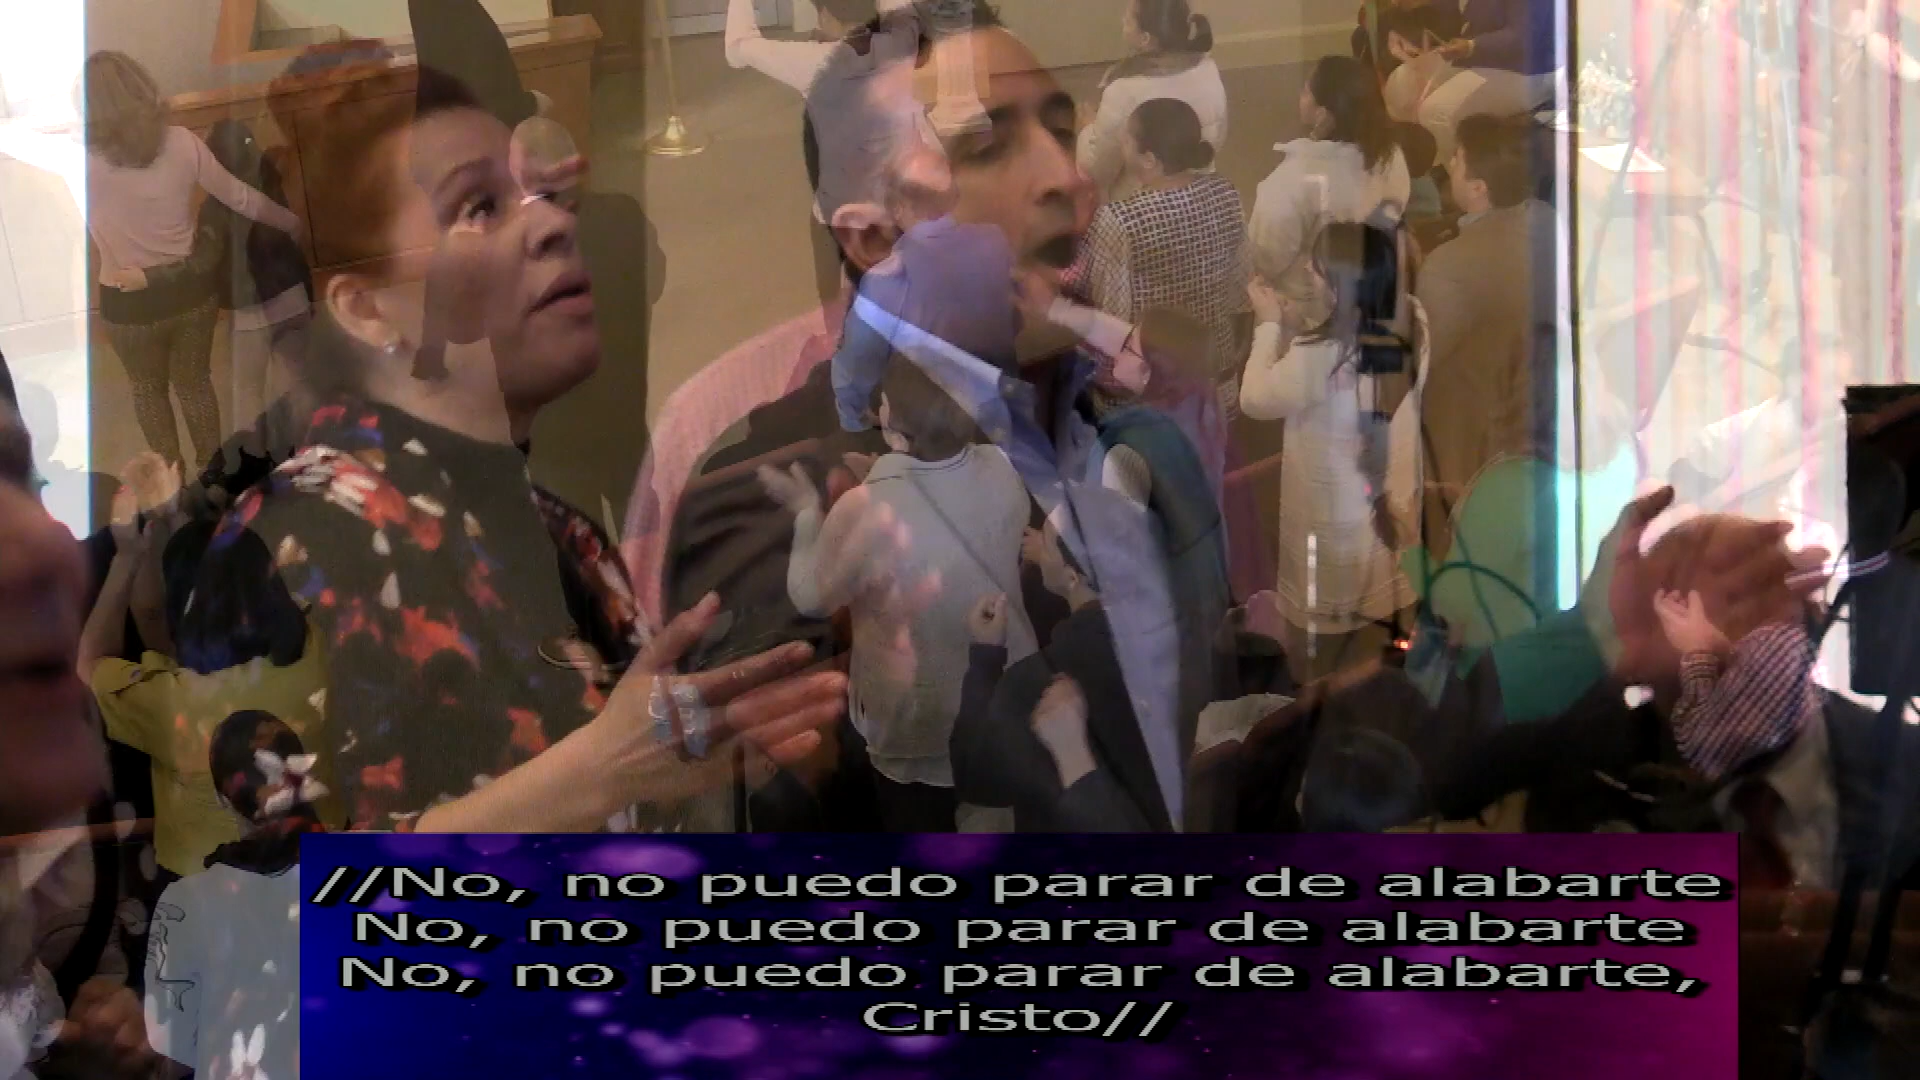 //No, no puedo parar de alabarte
No, no puedo parar de alabarte
No, no puedo parar de alabarte,
Cristo//